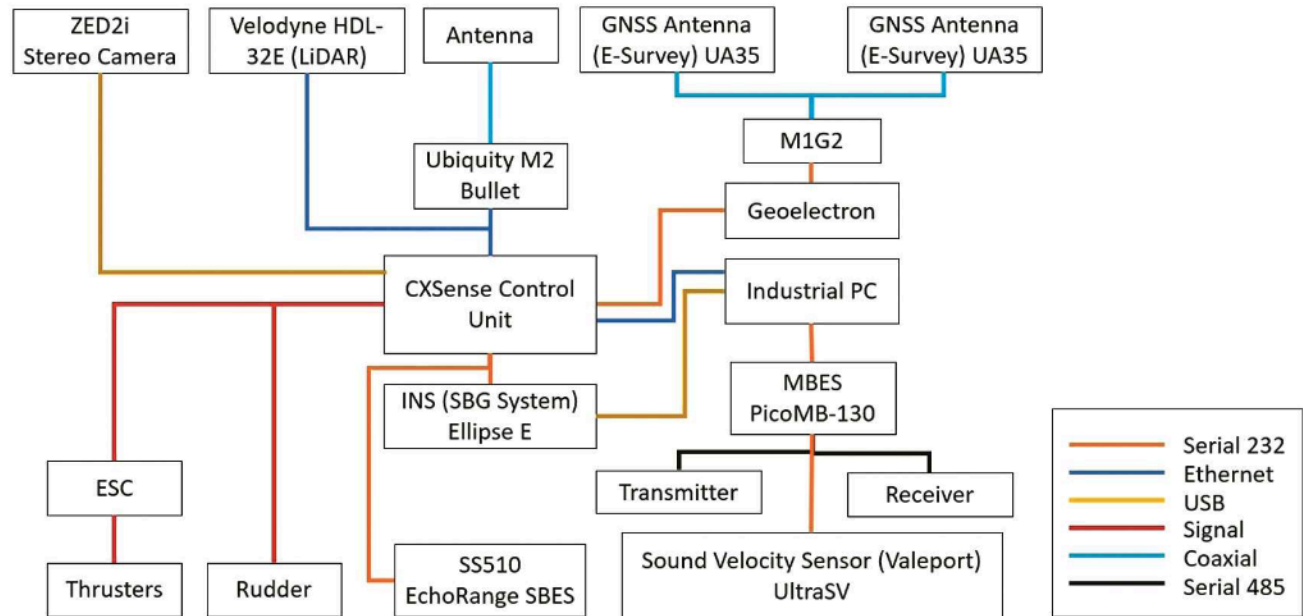 ZED2i
Stereo Camera
Velodyne HDL-
32E (LiDAR)
Antenna
GNSS Antenna
(E-Survey) UA35
GNSS Antenna
(E-Survey) UA35
M1G2
Ubiquity M2
Bullet
Geoelectron
CXSense Control
Unit
Industrial PC
INS (SBG System)
Ellipse E
MBES
PicoMB-130
ESC
Transmitter
Receiver
Thrusters
Rudder
SS510
EchoRange SBES
Sound Velocity Sensor (Valeport)
UltraSV
Serial 232
Ethernet
USB
Signal
Coaxial
Serial 485